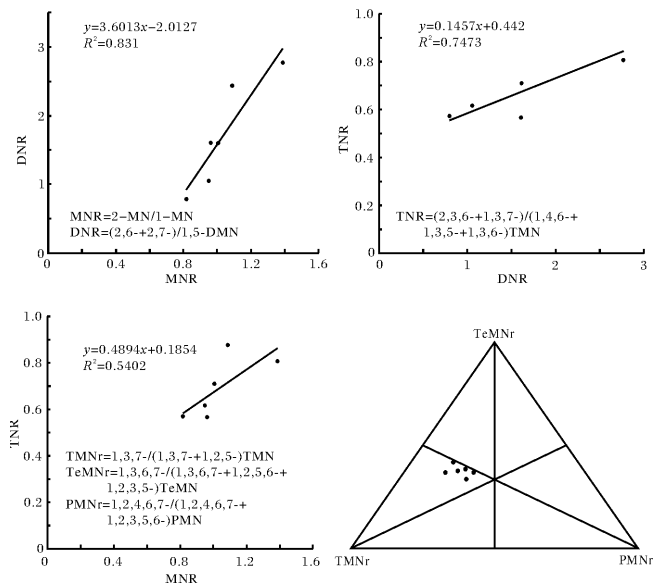 y=3.6013x-2.0127
R²=0.831
3
2
1
0
DNR
MNR=2-MN/1-MN
DNR=(2,6-+2,7-)/1,5-DMN
0
0.4
0.8
1.2
1.6
MNR
y=0.1457x+0.442
R²=0.7473
1.0
0.8
0.6
0.4
0.2
0
TNR
TNR=(2,3,6-+1,3,7-)/(1,4,6-+
1,3,5-+1,3,6-)TMN
0
1
2
3
DNR
y=0.4894x+0.1854
R²=0.5402
1.0
0.8
0.6
0.4
0.2
0
TNR
TMNr=1,3,7-/(1,3,7-+1,2,5-)TMN
TeMNr=1,3,6,7-/(1,3,6,7-+1,2,5,6-+
1,2,3,5-)TeMN
PMNr=1,2,4,6,7-/(1,2,4,6,7-+
1,2,3,5,6-)PMN
0
0.4
0.8
1.2
1.6
MNR
TeMNr
TMNr
PMNr